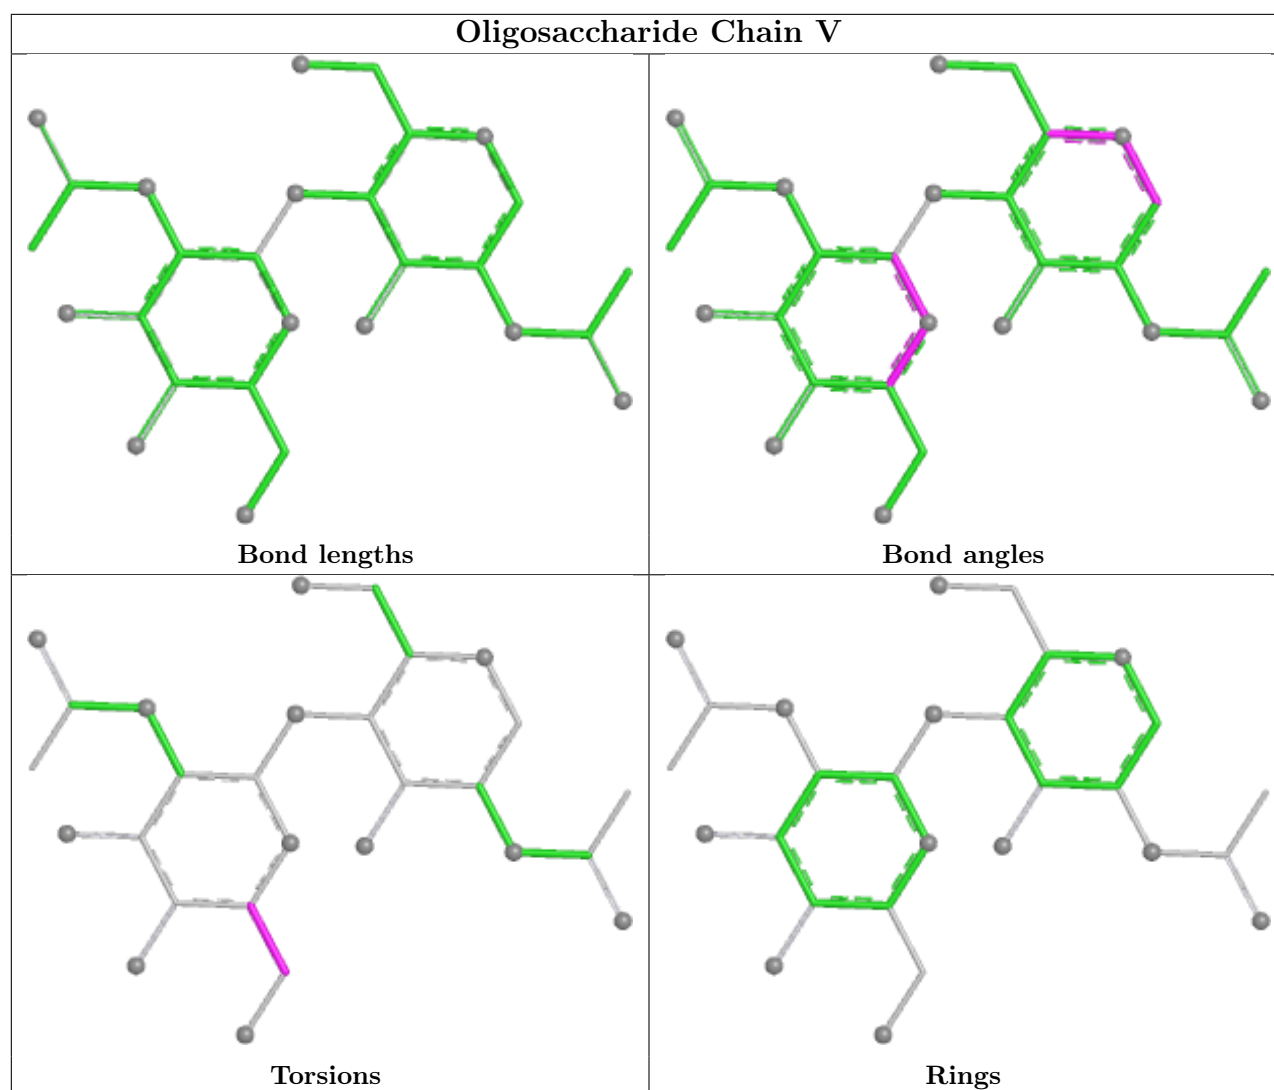 Oligosaccharide Chain V
Bond lengths
Bond angles
Torsions
Rings